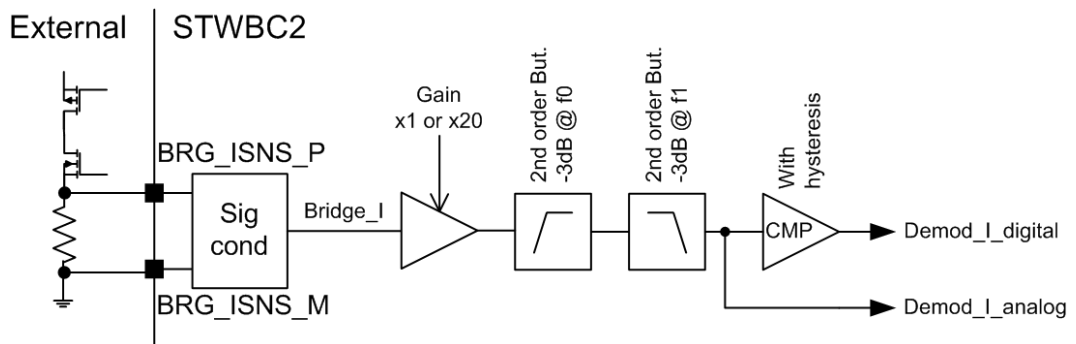 External
STWBC2
Gain
x1 or x20
2nd order But.
-3dB @ f0
2nd order But.
-3dB @ f1
With
hysteresis
BRG_ISNS_P
Sig
cond
Bridge_I
CMP
Demod_I_digital
BRG_ISNS_M
Demod_I_analog